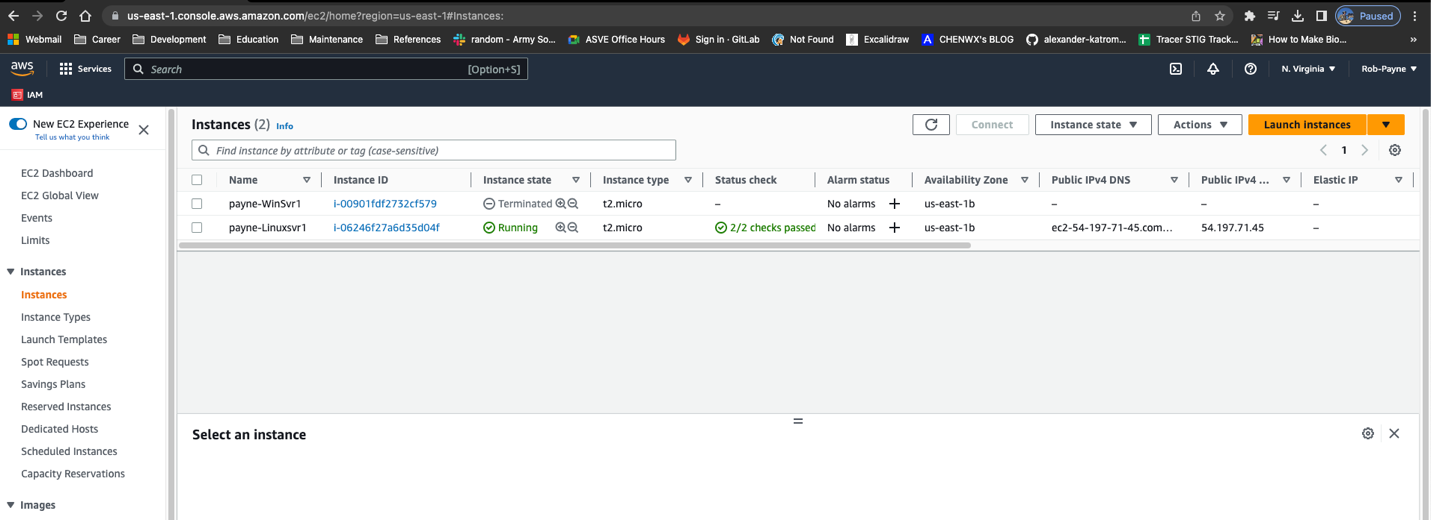 us-east-1.console.aws.amazon.com/ec2/home?region=us-east-1#Instances:
Paused
Webmail Career Development Education Maintenance References random - Army So... ASVE Office Hours Sign in · GitLab Not Found Excalidraw A CHENWX's BLOG alexander-katrom... Tracer STIG Track... How to Make Bio... »
aws Services Search [Option+S] N. Virginia Rob-Payne
IAM
New EC2 Experience
Tell us what you think
EC2 Dashboard
EC2 Global View
Events
Limits
Instances
Instances
Instance Types
Launch Templates
Spot Requests
Savings Plans
Reserved Instances
Dedicated Hosts
Scheduled Instances
Capacity Reservations
Images
Instances (2) Info Connect Instance state Actions Launch instances
Find instance by attribute or tag (case-sensitive) 1
Name Instance ID Instance state Instance type Status check Alarm status Availability Zone Public IPv4 DNS Public IPv4 ... Elastic IP
payne-WinSvr1 i-00901fdf2732cf579 Terminated t2.micro – No alarms + us-east-1b – – –
payne-Linuxsvr1 i-06246f27a6d35d04f Running t2.micro 2/2 checks passed No alarms + us-east-1b ec2-54-197-71-45.com... 54.197.71.45 –
Select an instance